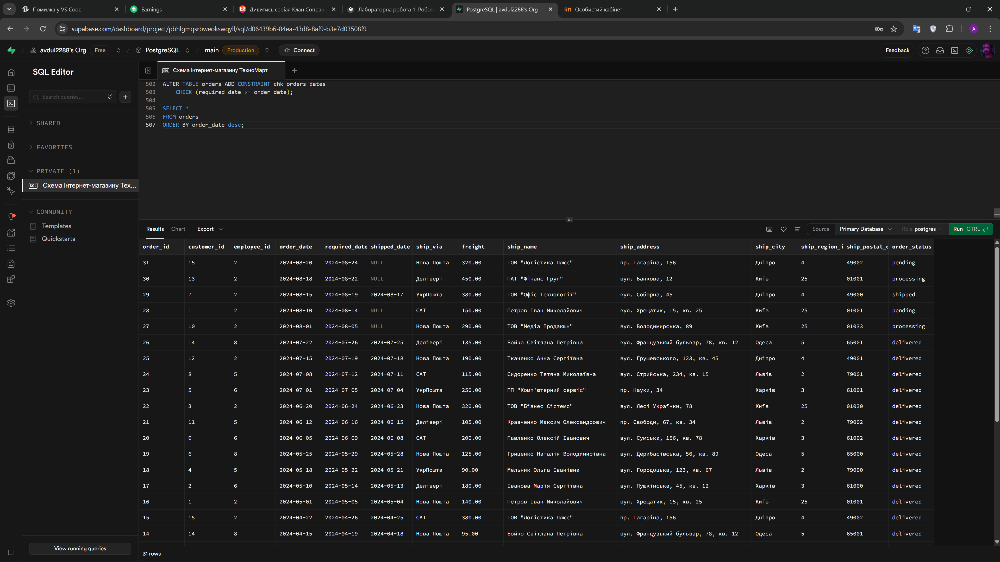 Помилка у VS Code
Earnings
Дивитись серіал Клан Сопран
Лабораторна робота 1. Робот
PostgreSQL | avdul2288's Org |
Особистий кабінет
supabase.com/dashboard/project/pbhlgmqsrbweokswqyll/sql/d06439b6-84ea-43d8-8af9-b3e7d03508f9
A
avdul2288's Org Free / PostgreSQL / main Production Connect
Feedback
SQL Editor
Search queries...
SHARED
FAVORITES
PRIVATE (1)
SQL Схема інтернет-магазину Тех...
COMMUNITY
Templates
Quickstarts
View running queries
SQL Схема інтернет-магазину ТехноМарт
502 ALTER TABLE orders ADD CONSTRAINT chk_orders_dates
503 CHECK (required_date >= order_date);
504
505 SELECT *
506 FROM orders
507 ORDER BY order_date desc;
Results Chart Export
Source Primary Database Role postgres Run CTRL
order_id customer_id employee_id order_date required_date shipped_date ship_via freight ship_name ship_address ship_city ship_region_i ship_postal_c order_status
31 15 2 2024-08-20 2024-08-24 NULL Нова Пошта 320.00 ТОВ "Логістика Плюс" пр. Гагаріна, 156 Дніпро 4 49002 pending
30 13 2 2024-08-18 2024-08-22 NULL Делівері 450.00 ПАТ "Фінанс Груп" вул. Банкова, 12 Київ 25 01001 processing
29 7 2 2024-08-15 2024-08-19 2024-08-17 УкрПошта 380.00 ТОВ "Офіс Технології" вул. Соборна, 45 Дніпро 4 49000 shipped
28 1 2 2024-08-10 2024-08-14 NULL САТ 150.00 Петров Іван Миколайович вул. Хрещатик, 15, кв. 25 Київ 25 01001 pending
27 10 2 2024-08-01 2024-08-05 NULL Нова Пошта 290.00 ТОВ "Медіа Продакшн" вул. Володимирська, 89 Київ 25 01033 processing
26 14 8 2024-07-22 2024-07-26 2024-07-25 Делівері 135.00 Бойко Світлана Петрівна вул. Французький бульвар, 78, кв. 12 Одеса 5 65001 delivered
25 12 2 2024-07-15 2024-07-19 2024-07-18 Нова Пошта 190.00 Ткаченко Анна Сергіївна вул. Грушевського, 123, кв. 45 Дніпро 4 49001 delivered
24 8 5 2024-07-08 2024-07-12 2024-07-11 САТ 115.00 Сидоренко Тетяна Миколаївна вул. Стрийська, 234, кв. 15 Львів 2 79001 delivered
23 5 6 2024-07-01 2024-07-05 2024-07-04 УкрПошта 250.00 ПП "Комп'ютерний сервіс" пр. Науки, 34 Харків 3 61001 delivered
22 3 2 2024-06-20 2024-06-24 2024-06-23 Нова Пошта 320.00 ТОВ "Бізнес Сістемс" вул. Лесі Українки, 78 Київ 25 01030 delivered
21 11 5 2024-06-12 2024-06-16 2024-06-15 Делівері 105.00 Кравченко Максим Олександрович пр. Свободи, 67, кв. 34 Львів 2 79002 delivered
20 9 6 2024-06-05 2024-06-09 2024-06-08 САТ 200.00 Павленко Олексій Іванович вул. Сумська, 156, кв. 78 Харків 3 61002 delivered
19 6 8 2024-05-25 2024-05-29 2024-05-28 Нова Пошта 125.00 Гриценко Наталія Володимирівна вул. Дерибасівська, 56, кв. 89 Одеса 5 65000 delivered
18 4 5 2024-05-18 2024-05-22 2024-05-21 УкрПошта 90.00 Мельник Ольга Іванівна вул. Городоцька, 123, кв. 67 Львів 2 79000 delivered
17 2 6 2024-05-10 2024-05-14 2024-05-13 Делівері 180.00 Іванова Марія Сергіївна вул. Пушкінська, 45, кв. 12 Харків 3 61000 delivered
16 1 2 2024-05-01 2024-05-05 2024-05-04 Нова Пошта 140.00 Петров Іван Миколайович вул. Хрещатик, 15, кв. 25 Київ 25 01001 delivered
15 15 2 2024-04-22 2024-04-26 2024-04-25 САТ 380.00 ТОВ "Логістика Плюс" пр. Гагаріна, 156 Дніпро 4 49002 delivered
14 14 8 2024-04-15 2024-04-19 2024-04-18 Нова Пошта 95.00 Бойко Світлана Петрівна вул. Французький бульвар, 78, кв. 12 Одеса 5 65001 delivered
31 rows